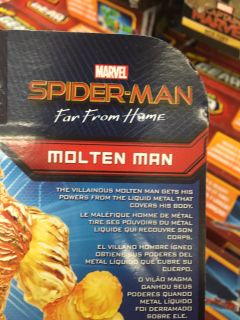 MARVEL
SPIDER-MAN
Far From Home
MOLTEN MAN
THE VILLAINOUS MOLTEN MAN GETS HIS
POWERS FROM THE LIQUID METAL THAT
COVERS HIS BODY.
LE MALÉFIQUE HOMME DE MÉTAL
TIRE SES POUVOIRS DU MÉTAL
LIQUIDE QUI RECOUVRE SON
CORPS.
EL VILLANO HOMBRE ÍGNEO
OBTIENE SUS PODERES DEL
METAL LÍQUIDO QUE CUBRE SU
CUERPO.
O VILÃO MAGMA
GANHOU SEUS
PODERES QUANDO
METAL LÍQUIDO
FOI DERRAMADO
SOBRE ELE.